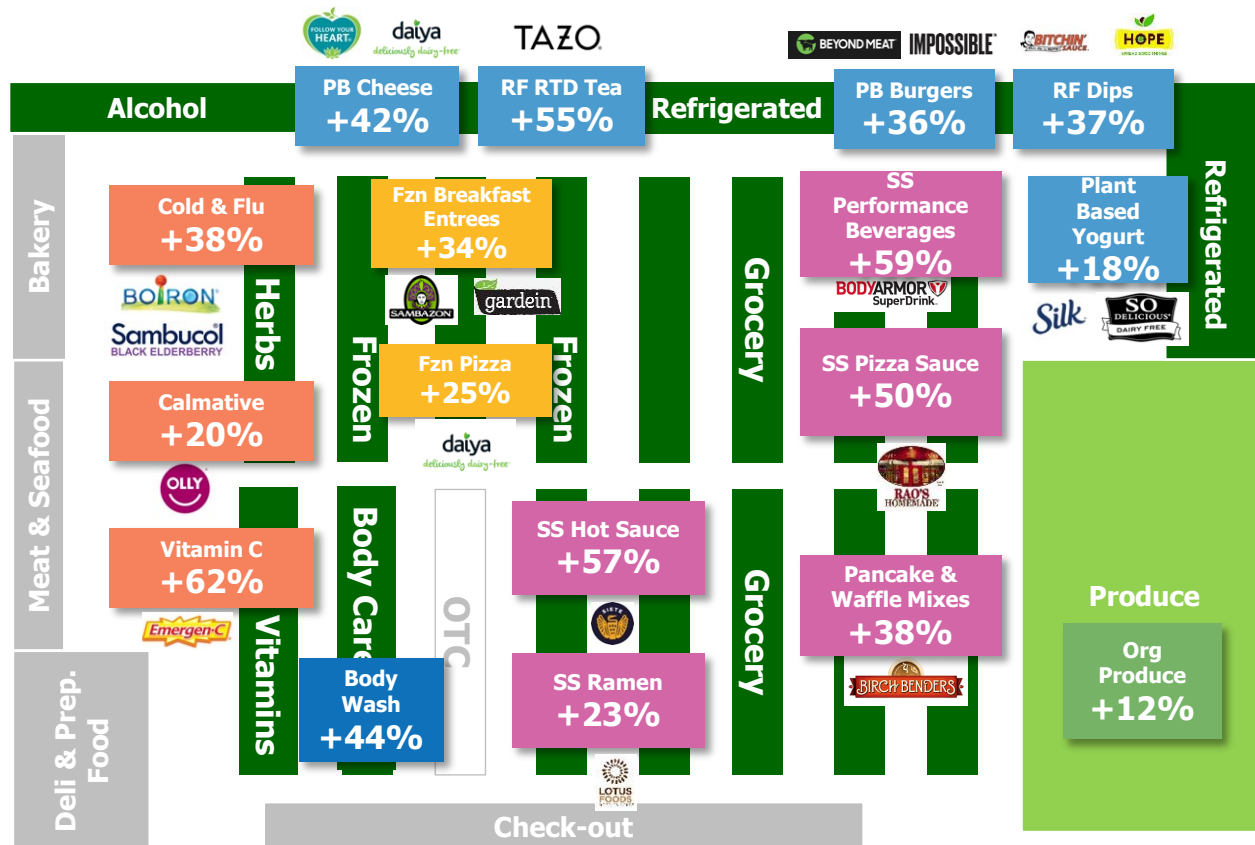 FOLLOW YOUR
HEART®
daiya
deliciously dairy-free
TAZO®
BEYOND MEAT
IMPOSSIBLE™
BITCHIN'
SAUCE
HOPE
Alcohol
PB Cheese
+42%
RF RTD Tea
+55%
Refrigerated
PB Burgers
+36%
RF Dips
+37%
Refrigerated
Bakery
Cold & Flu
+38%
BOIRON®
Sambucol®
BLACK ELDERBERRY
Herbs
Frozen
Fzn Breakfast
Entrees
+34%
SAMBAZON
gardein
Fzn Pizza
+25%
daiya
deliciously dairy-free
Frozen
Grocery
SS
Performance
Beverages
+59%
BODYARMOR
SuperDrink™
Plant
Based
Yogurt
+18%
Silk
SO
DELICIOUS®
DAIRY FREE
SS Pizza Sauce
+50%
RAO'S
HOMEMADE®
Meat & Seafood
Calmative
+20%
OLLY
Vitamin C
+62%
Emergen-C
Vitamins
Body Care
OTC
SS Hot Sauce
+57%
SIETE
Grocery
Pancake &
Waffle Mixes
+38%
BIRCH BENDERS
Produce
Org
Produce
+12%
Deli & Prep.
Food
Body
Wash
+44%
SS Ramen
+23%
LOTUS
FOODS
Check-out